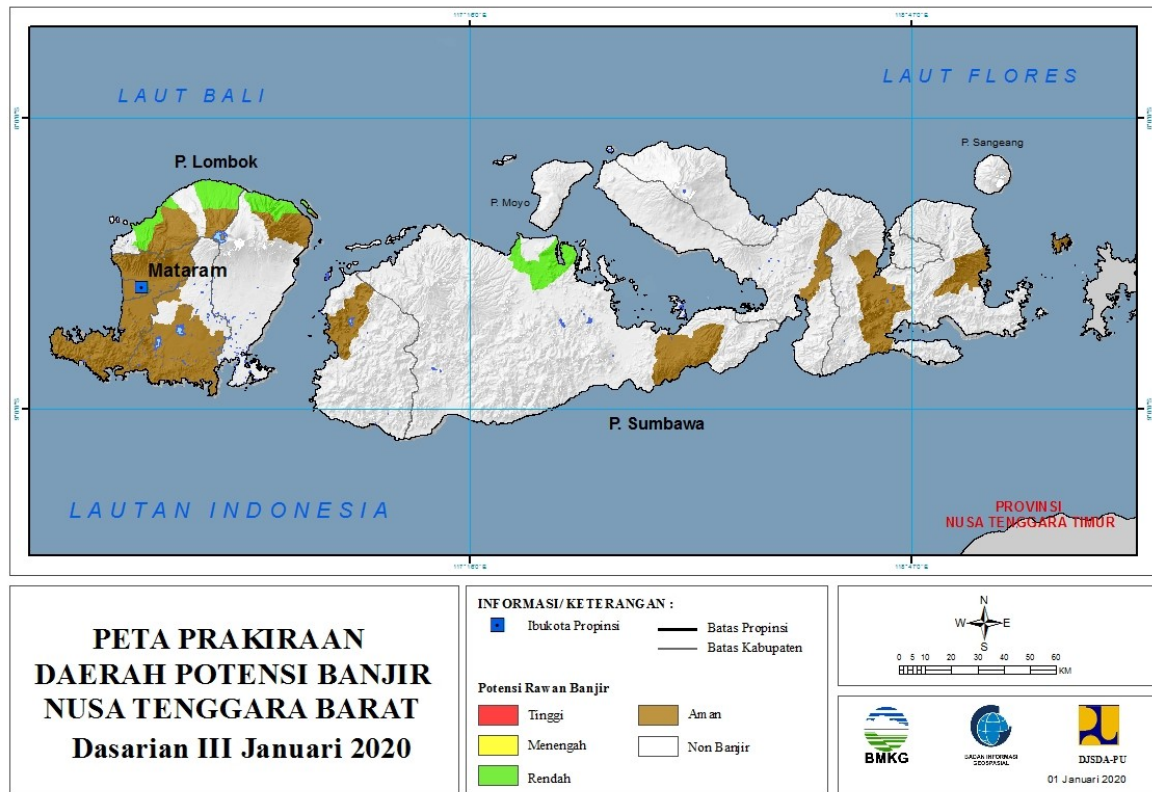 LAUT BALI
LAUT FLORES
P. Lombok
P. Sangeang
P. Moyo
Mataram
P. Sumbawa
LAUTAN INDONESIA
PROVINSI
NUSA TENGGARA TIMUR
PETA PRAKIRAAN
DAERAH POTENSI BANJIR
NUSA TENGGARA BARAT
Dasarian III Januari 2020
INFORMASI/ KETERANGAN :
Ibukota Propinsi
Batas Propinsi
Batas Kabupaten
Potensi Rawan Banjir
Tinggi
Aman
Menengah
Non Banjir
Rendah
N
W
E
S
0 5 10 20 30 40 50 60
KM
BMKG
BADAN INFORMASI
GEOSPASIAL
DJSDA-PU
01 Januari 2020